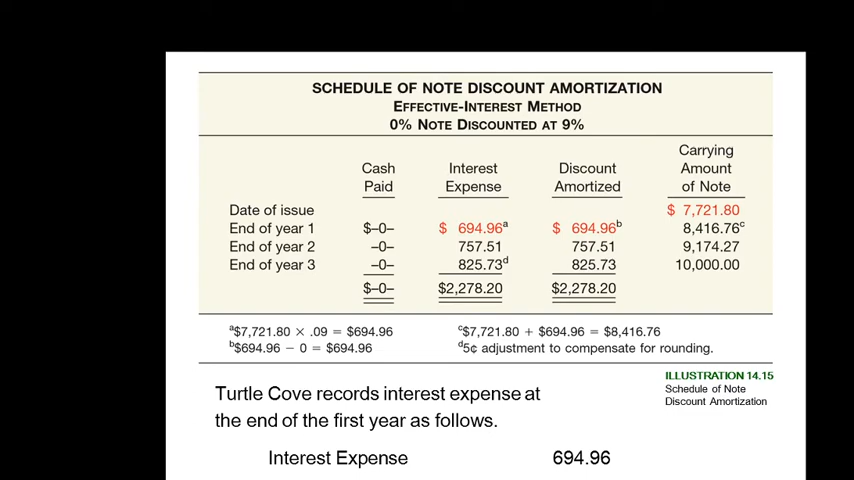 SCHEDULE OF NOTE DISCOUNT AMORTIZATION
EFFECTIVE-INTEREST METHOD
0% NOTE DISCOUNTED AT 9%
Cash Paid Interest Expense Discount Amortized Carrying Amount of Note
Date of issue $ 7,721.80
End of year 1 $–0– $ 694.96ᵃ $ 694.96ᵇ 8,416.76ᶜ
End of year 2 –0– 757.51 757.51 9,174.27
End of year 3 –0– 825.73ᵈ 825.73 10,000.00
$–0– $2,278.20 $2,278.20
ᵃ$7,721.80 × .09 = $694.96 ᶜ$7,721.80 + $694.96 = $8,416.76
ᵇ$694.96 − 0 = $694.96 ᵈ5¢ adjustment to compensate for rounding.
ILLUSTRATION 14.15
Schedule of Note
Discount Amortization
Turtle Cove records interest expense at
the end of the first year as follows.
Interest Expense 694.96